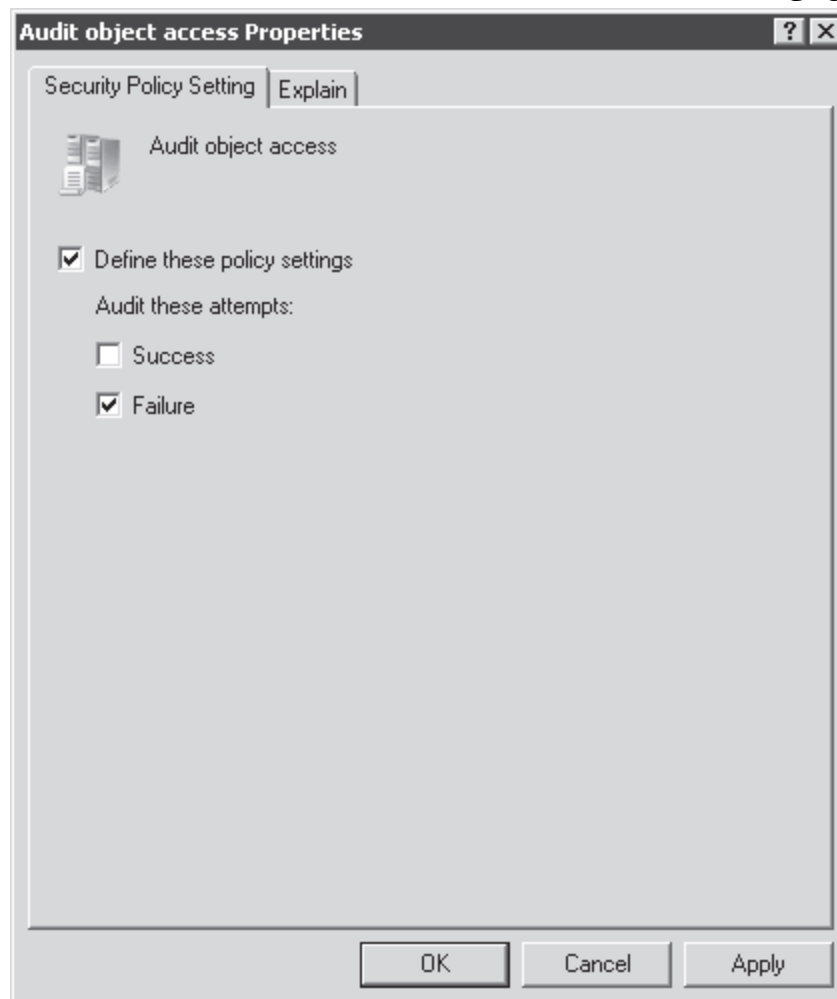 Audit object access Properties
Security Policy Setting
Explain
Audit object access
Define these policy settings
Audit these attempts:
Success
Failure
OK
Cancel
Apply